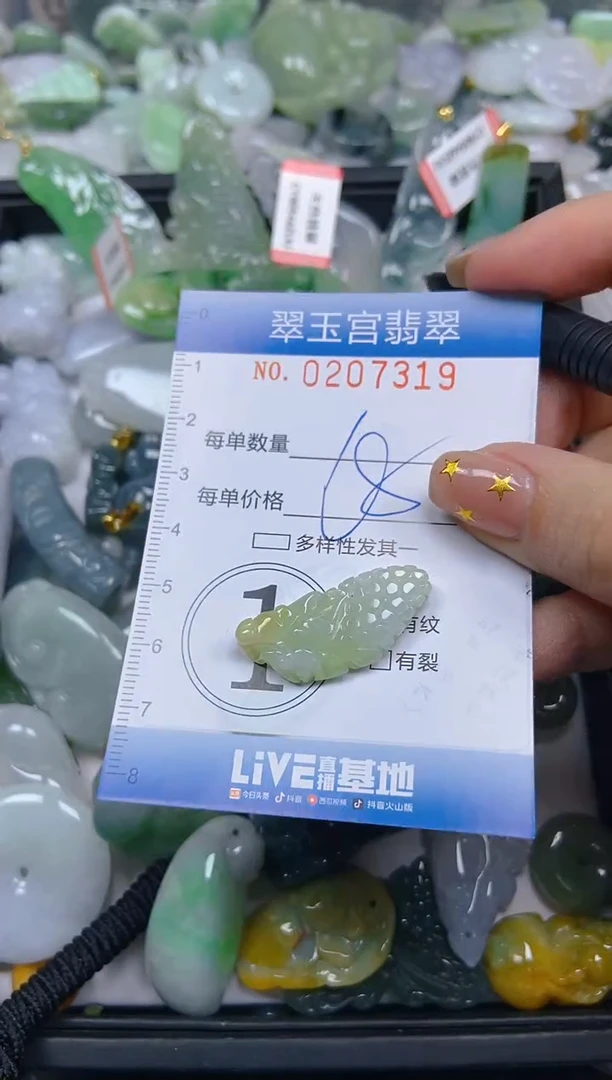 0
翠玉宫翡翠
1
NO. 0207319
2
每单数量
3
18
每单价格
4
多样性发其一
5
1
有纹
6
有裂
7
LiVE直播基地
8
今日头条 抖音 西瓜视频 抖音火山版